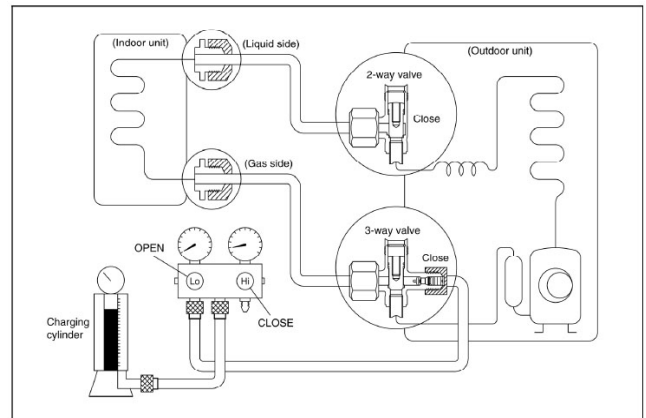 (Indoor unit)
(Liquid side)
(Outdoor unit)
2-way valve
Close
(Gas side)
3-way valve
Close
OPEN
Lo
Hi
CLOSE
Charging
cylinder